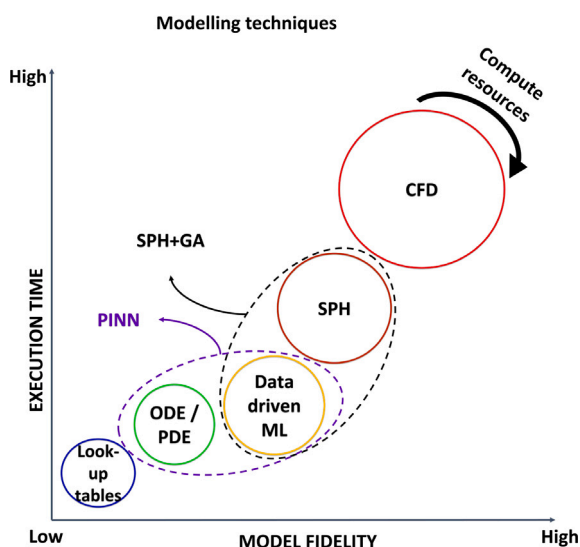 Modelling techniques
High
Compute
resources
CFD
SPH+GA
SPH
PINN
EXECUTION TIME
Data
driven
ML
ODE /
PDE
Look-
up
tables
Low
MODEL FIDELITY
High